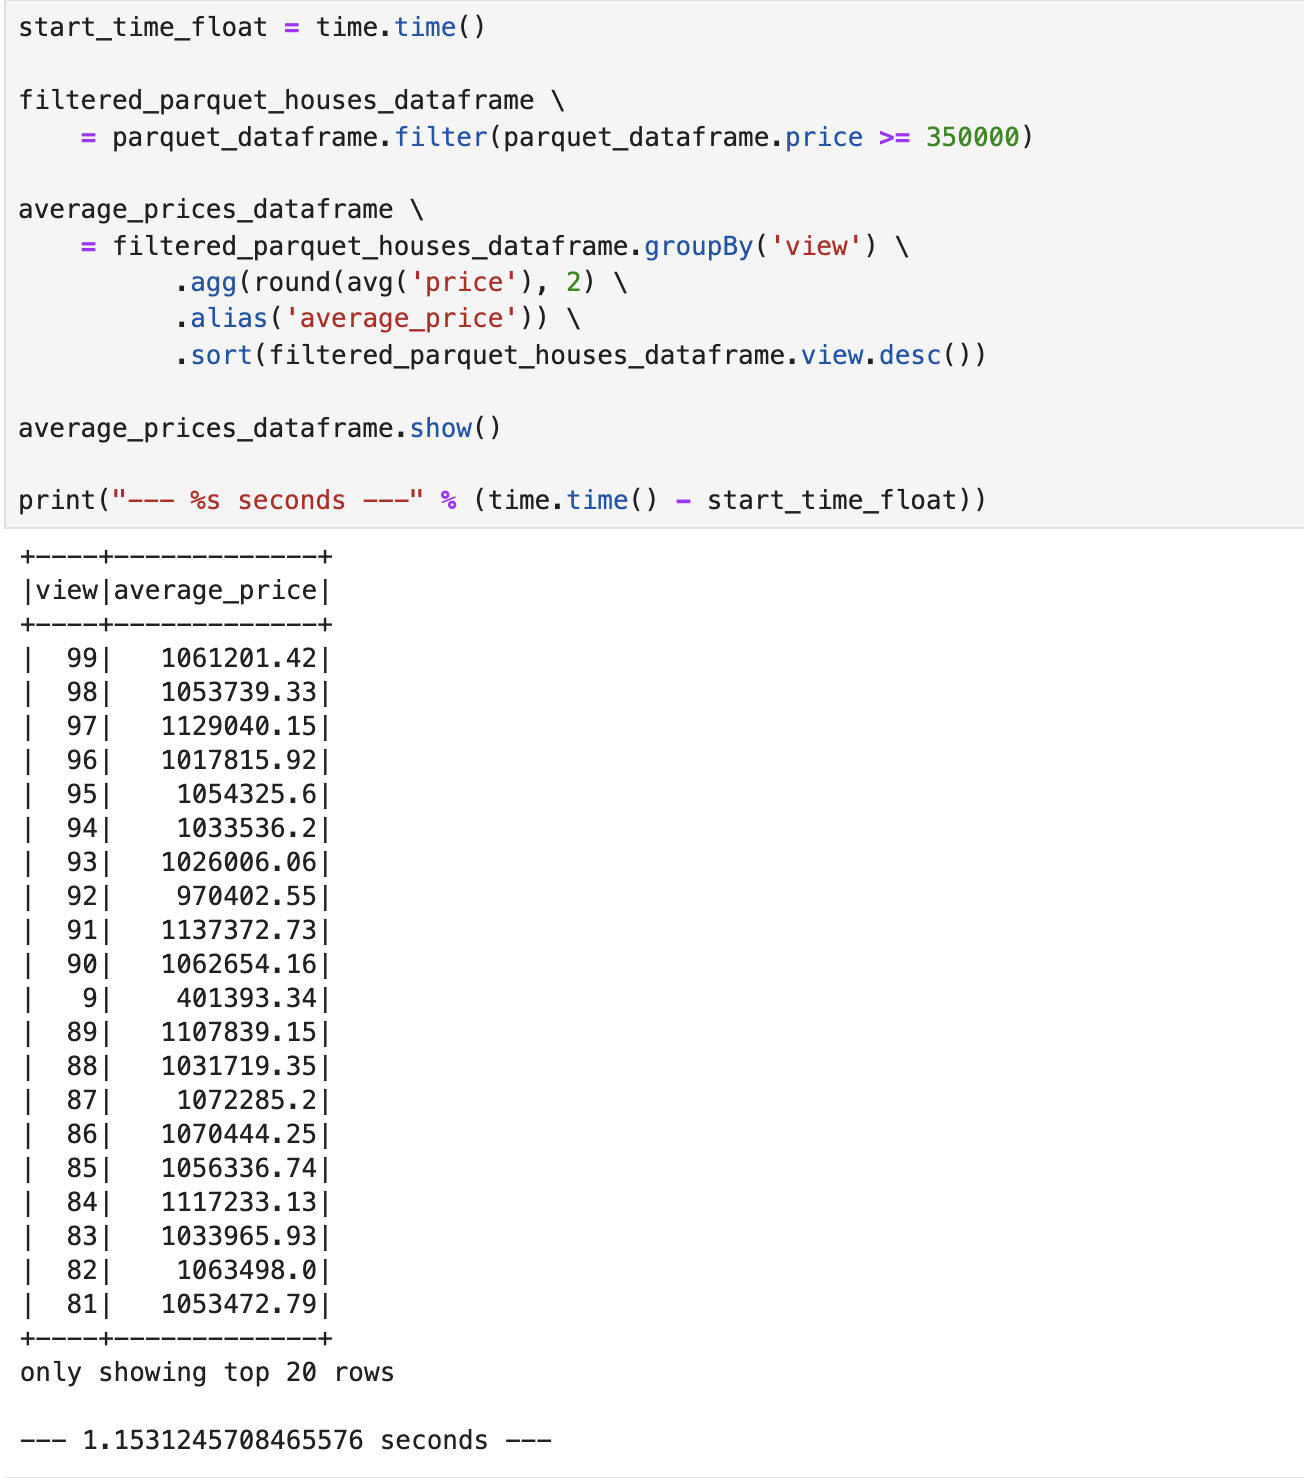 start_time_float = time.time()
filtered_parquet_houses_dataframe \
    = parquet_dataframe.filter(parquet_dataframe.price >= 350000)
average_prices_dataframe \
    = filtered_parquet_houses_dataframe.groupBy('view') \
          .agg(round(avg('price'), 2) \
          .alias('average_price')) \
          .sort(filtered_parquet_houses_dataframe.view.desc())
average_prices_dataframe.show()
print("--- %s seconds ---" % (time.time() - start_time_float))
+----+-------------+
|view|average_price|
+----+-------------+
|  99|   1061201.42|
|  98|   1053739.33|
|  97|   1129040.15|
|  96|   1017815.92|
|  95|    1054325.6|
|  94|    1033536.2|
|  93|   1026006.06|
|  92|    970402.55|
|  91|   1137372.73|
|  90|   1062654.16|
|   9|    401393.34|
|  89|   1107839.15|
|  88|   1031719.35|
|  87|    1072285.2|
|  86|   1070444.25|
|  85|   1056336.74|
|  84|   1117233.13|
|  83|   1033965.93|
|  82|    1063498.0|
|  81|   1053472.79|
+----+-------------+
only showing top 20 rows
--- 1.1531245708465576 seconds ---